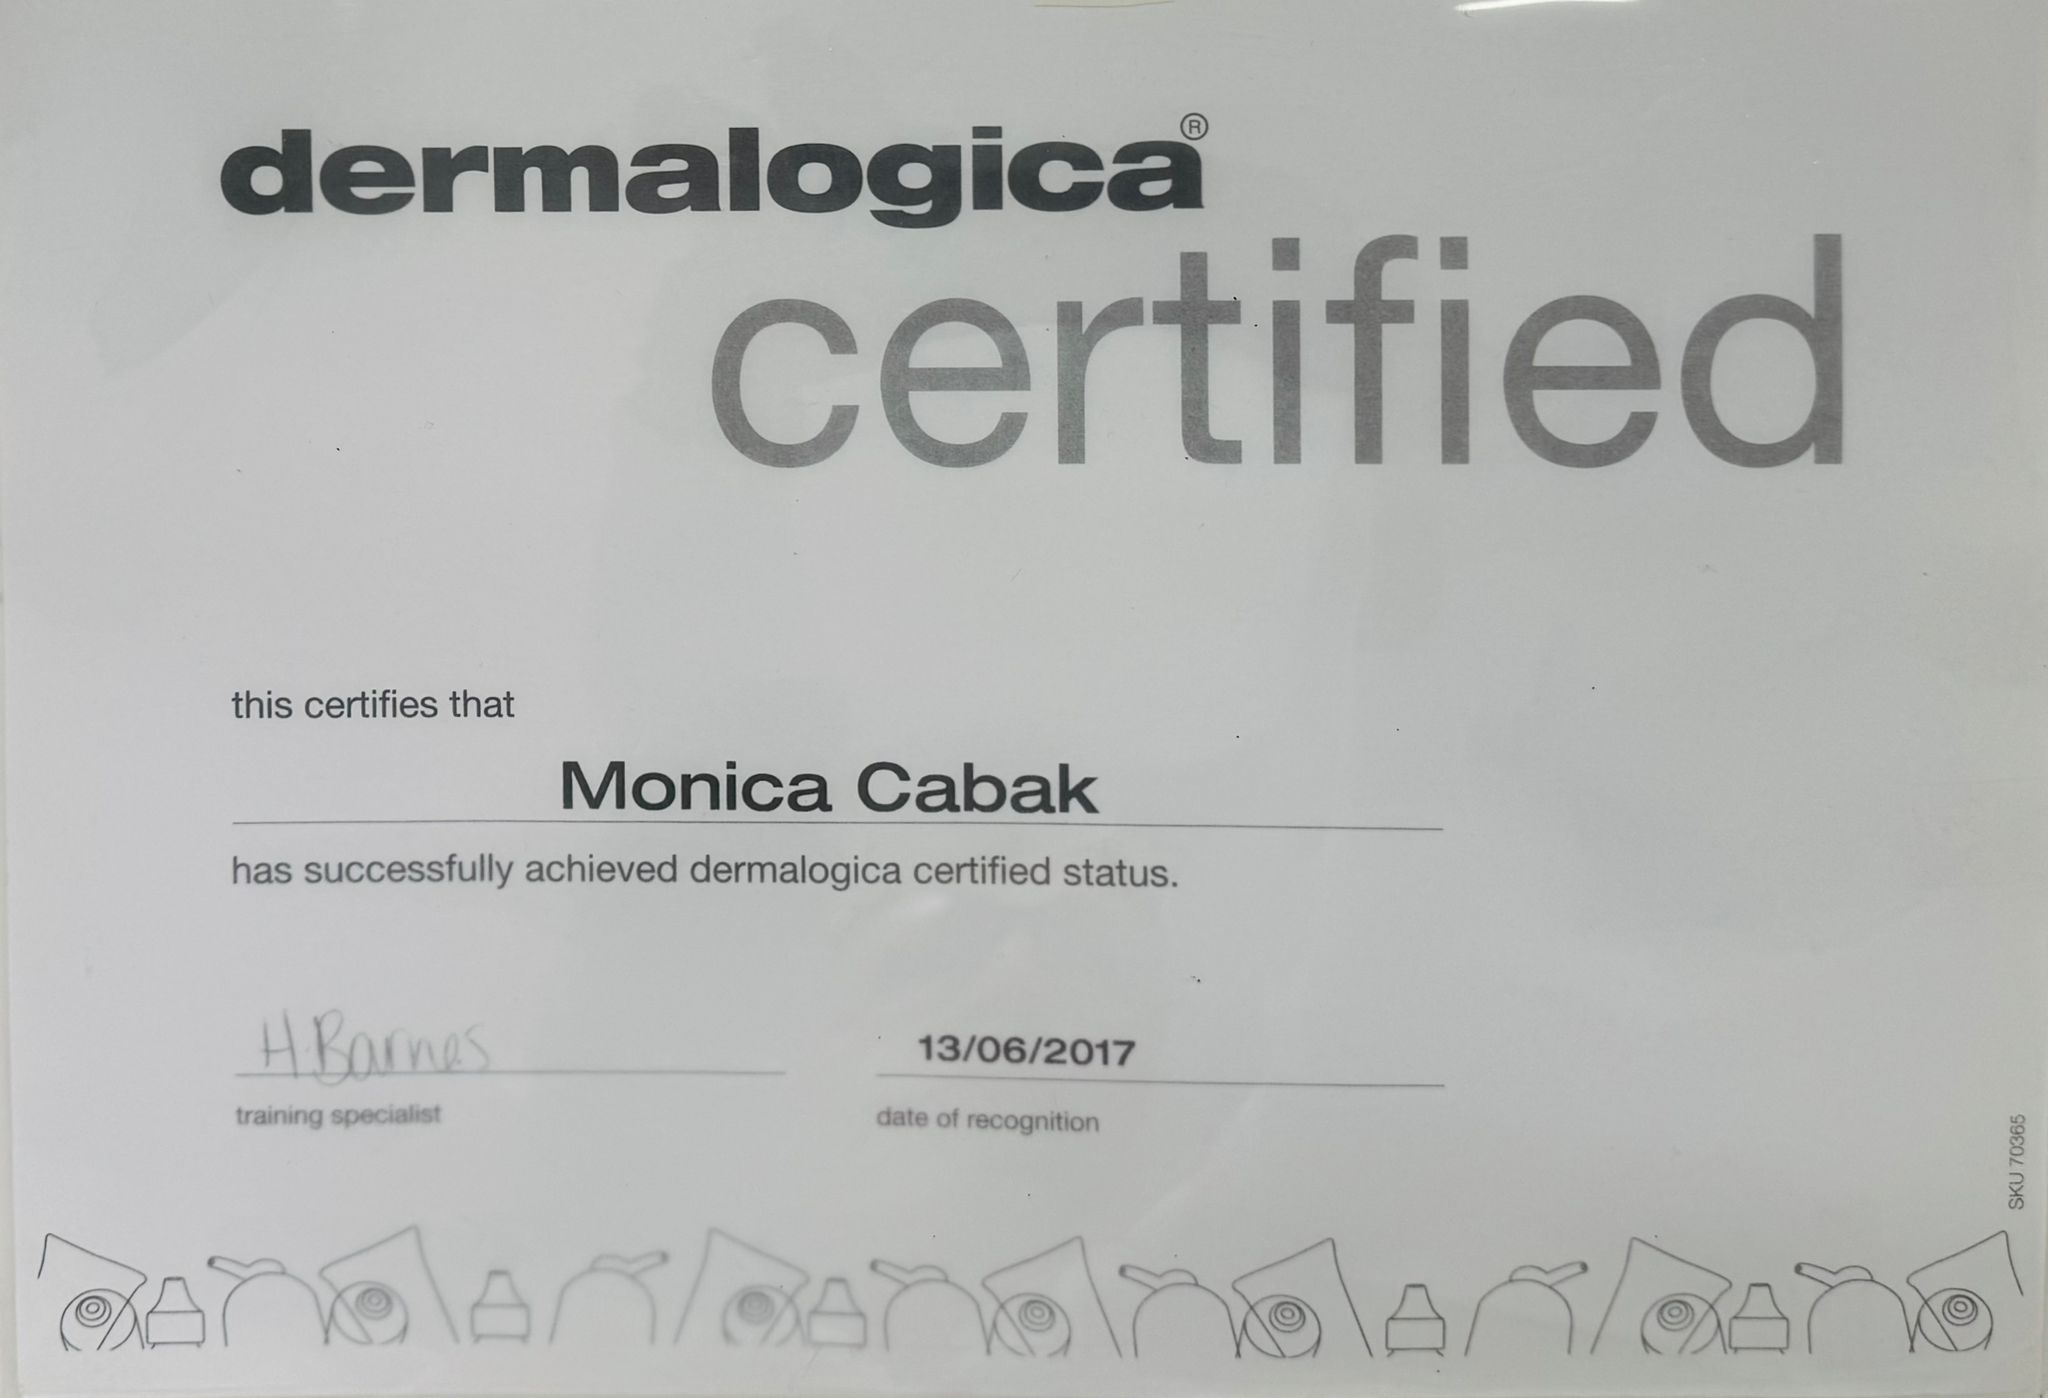 dermalogica®
certified
this certifies that
Monica Cabak
has successfully achieved dermalogica certified status.
H.Barnes
13/06/2017
training specialist
date of recognition
SKU 70365